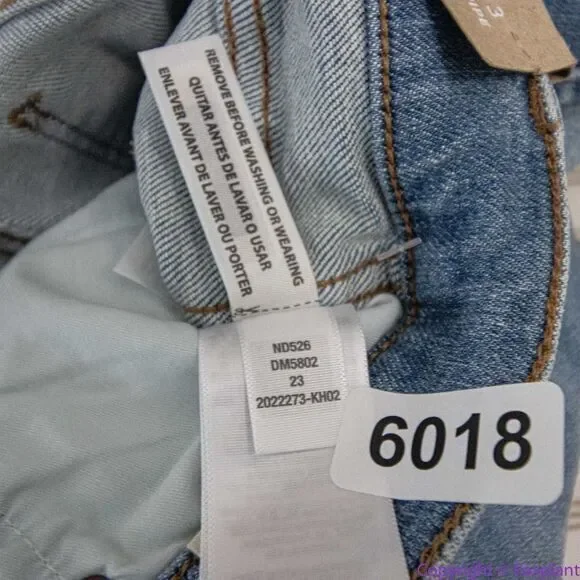 3
REMOVE BEFORE WASHING OR WEARING
QUITAR ANTES DE LAVAR O USAR
ENLEVER AVANT DE LAVER OU PORTER
ND526
DM5802
23
2022273-KH02
6018